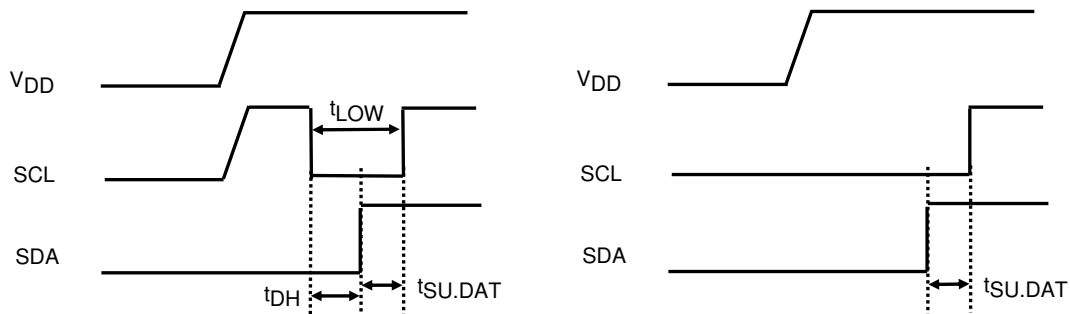 VDD
tLOW
SCL
SDA
tDH
tSU.DAT
VDD
SCL
SDA
tSU.DAT